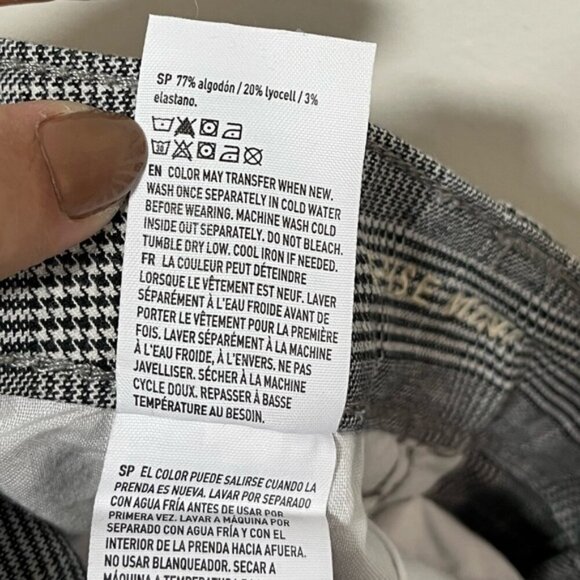 SP 77% algodón / 20% lyocell / 3%
elastano.
30
EN COLOR MAY TRANSFER WHEN NEW.
WASH ONCE SEPARATELY IN COLD WATER
BEFORE WEARING. MACHINE WASH COLD
INSIDE OUT SEPARATELY. DO NOT BLEACH.
TUMBLE DRY LOW. COOL IRON IF NEEDED.
FR LA COULEUR PEUT DÉTEINDRE
LORSQUE LE VÊTEMENT EST NEUF. LAVER
SÉPARÉMENT À L'EAU FROIDE AVANT DE
PORTER LE VÊTEMENT POUR LA PREMIÈRE
FOIS. LAVER SÉPARÉMENT À LA MACHINE
À L'EAU FROIDE, À L'ENVERS. NE PAS
JAVELLISER. SÉCHER À LA MACHINE
CYCLE DOUX. REPASSER À BASSE
TEMPÉRATURE AU BESOIN.
SP EL COLOR PUEDE SALIRSE CUANDO LA
PRENDA ES NUEVA. LAVAR POR SEPARADO
CON AGUA FRÍA ANTES DE USAR POR
PRIMERA VEZ. LAVAR A MÁQUINA POR
SEPARADO CON AGUA FRÍA CON EL
INTERIOR DE LA PRENDA HACIA AFUERA.
NO USAR BLANQUEADOR. SECAR A
MÁQUINA A TEMPERATURA